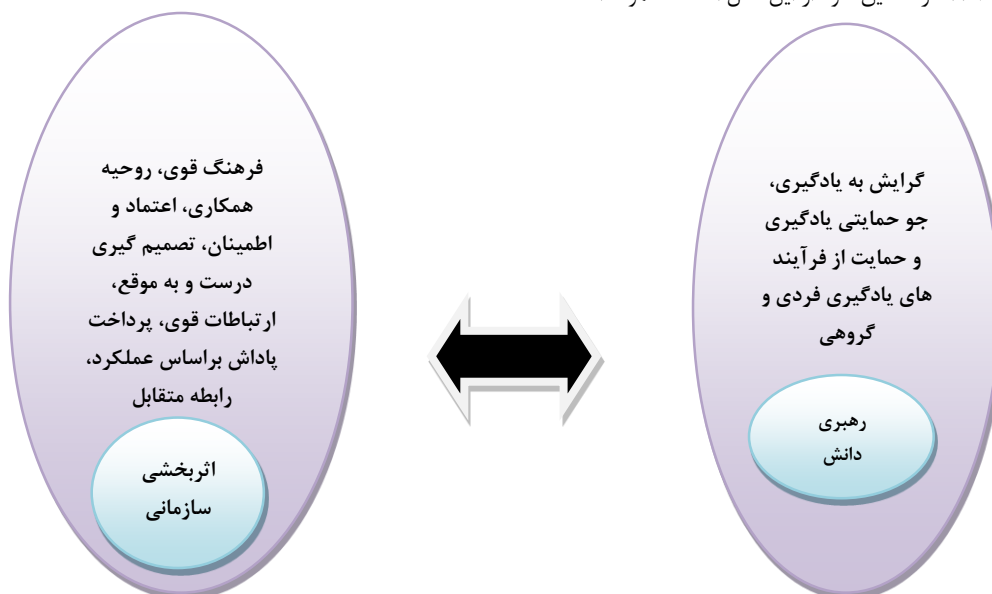 گرایش به یادگیری،
جو حمایتی یادگیری
و حمایت از فرآیند
های یادگیری فردی و
گروهی
رهبری
دانش
فرهنگ قوی، روحیه
همکاری، اعتماد و
اطمینان، تصمیم گیری
درست و به موقع،
ارتباطات قوی، پرداخت
پاداش براساس عملکرد،
رابطه متقابل
اثربخشی
سازمانی